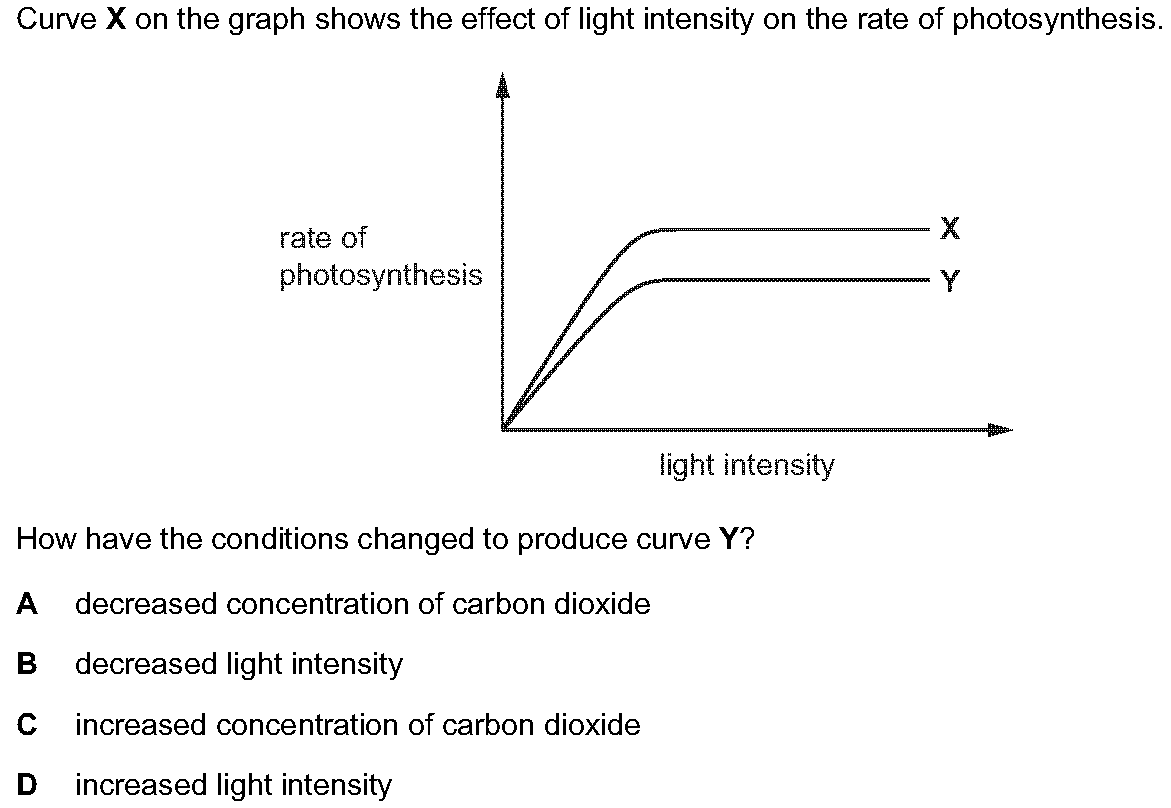 Curve X on the graph shows the effect of light intensity on the rate of photosynthesis.
rate of
photosynthesis
X
Y
light intensity
How have the conditions changed to produce curve Y?
A decreased concentration of carbon dioxide
B decreased light intensity
C increased concentration of carbon dioxide
D increased light intensity